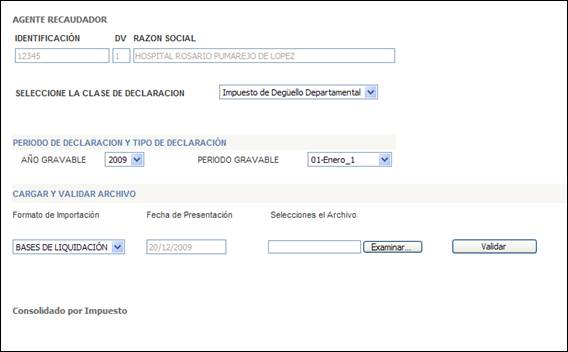 AGENTE RECAUDADOR
IDENTIFICACIÓN DV RAZON SOCIAL
12345 1 HOSPITAL ROSARIO PUMAREJO DE LOPEZ
SELECCIONE LA CLASE DE DECLARACION Impuesto de Degüello Departamental
PERIODO DE DECLARACION Y TIPO DE DECLARACIÓN
AÑO GRAVABLE 2009 PERIODO GRAVABLE 01-Enero_1
CARGAR Y VALIDAR ARCHIVO
Formato de Importación Fecha de Presentación Selecciones el Archivo
BASES DE LIQUIDACIÓN 20/12/2009 Examinar... Validar
Consolidado por Impuesto